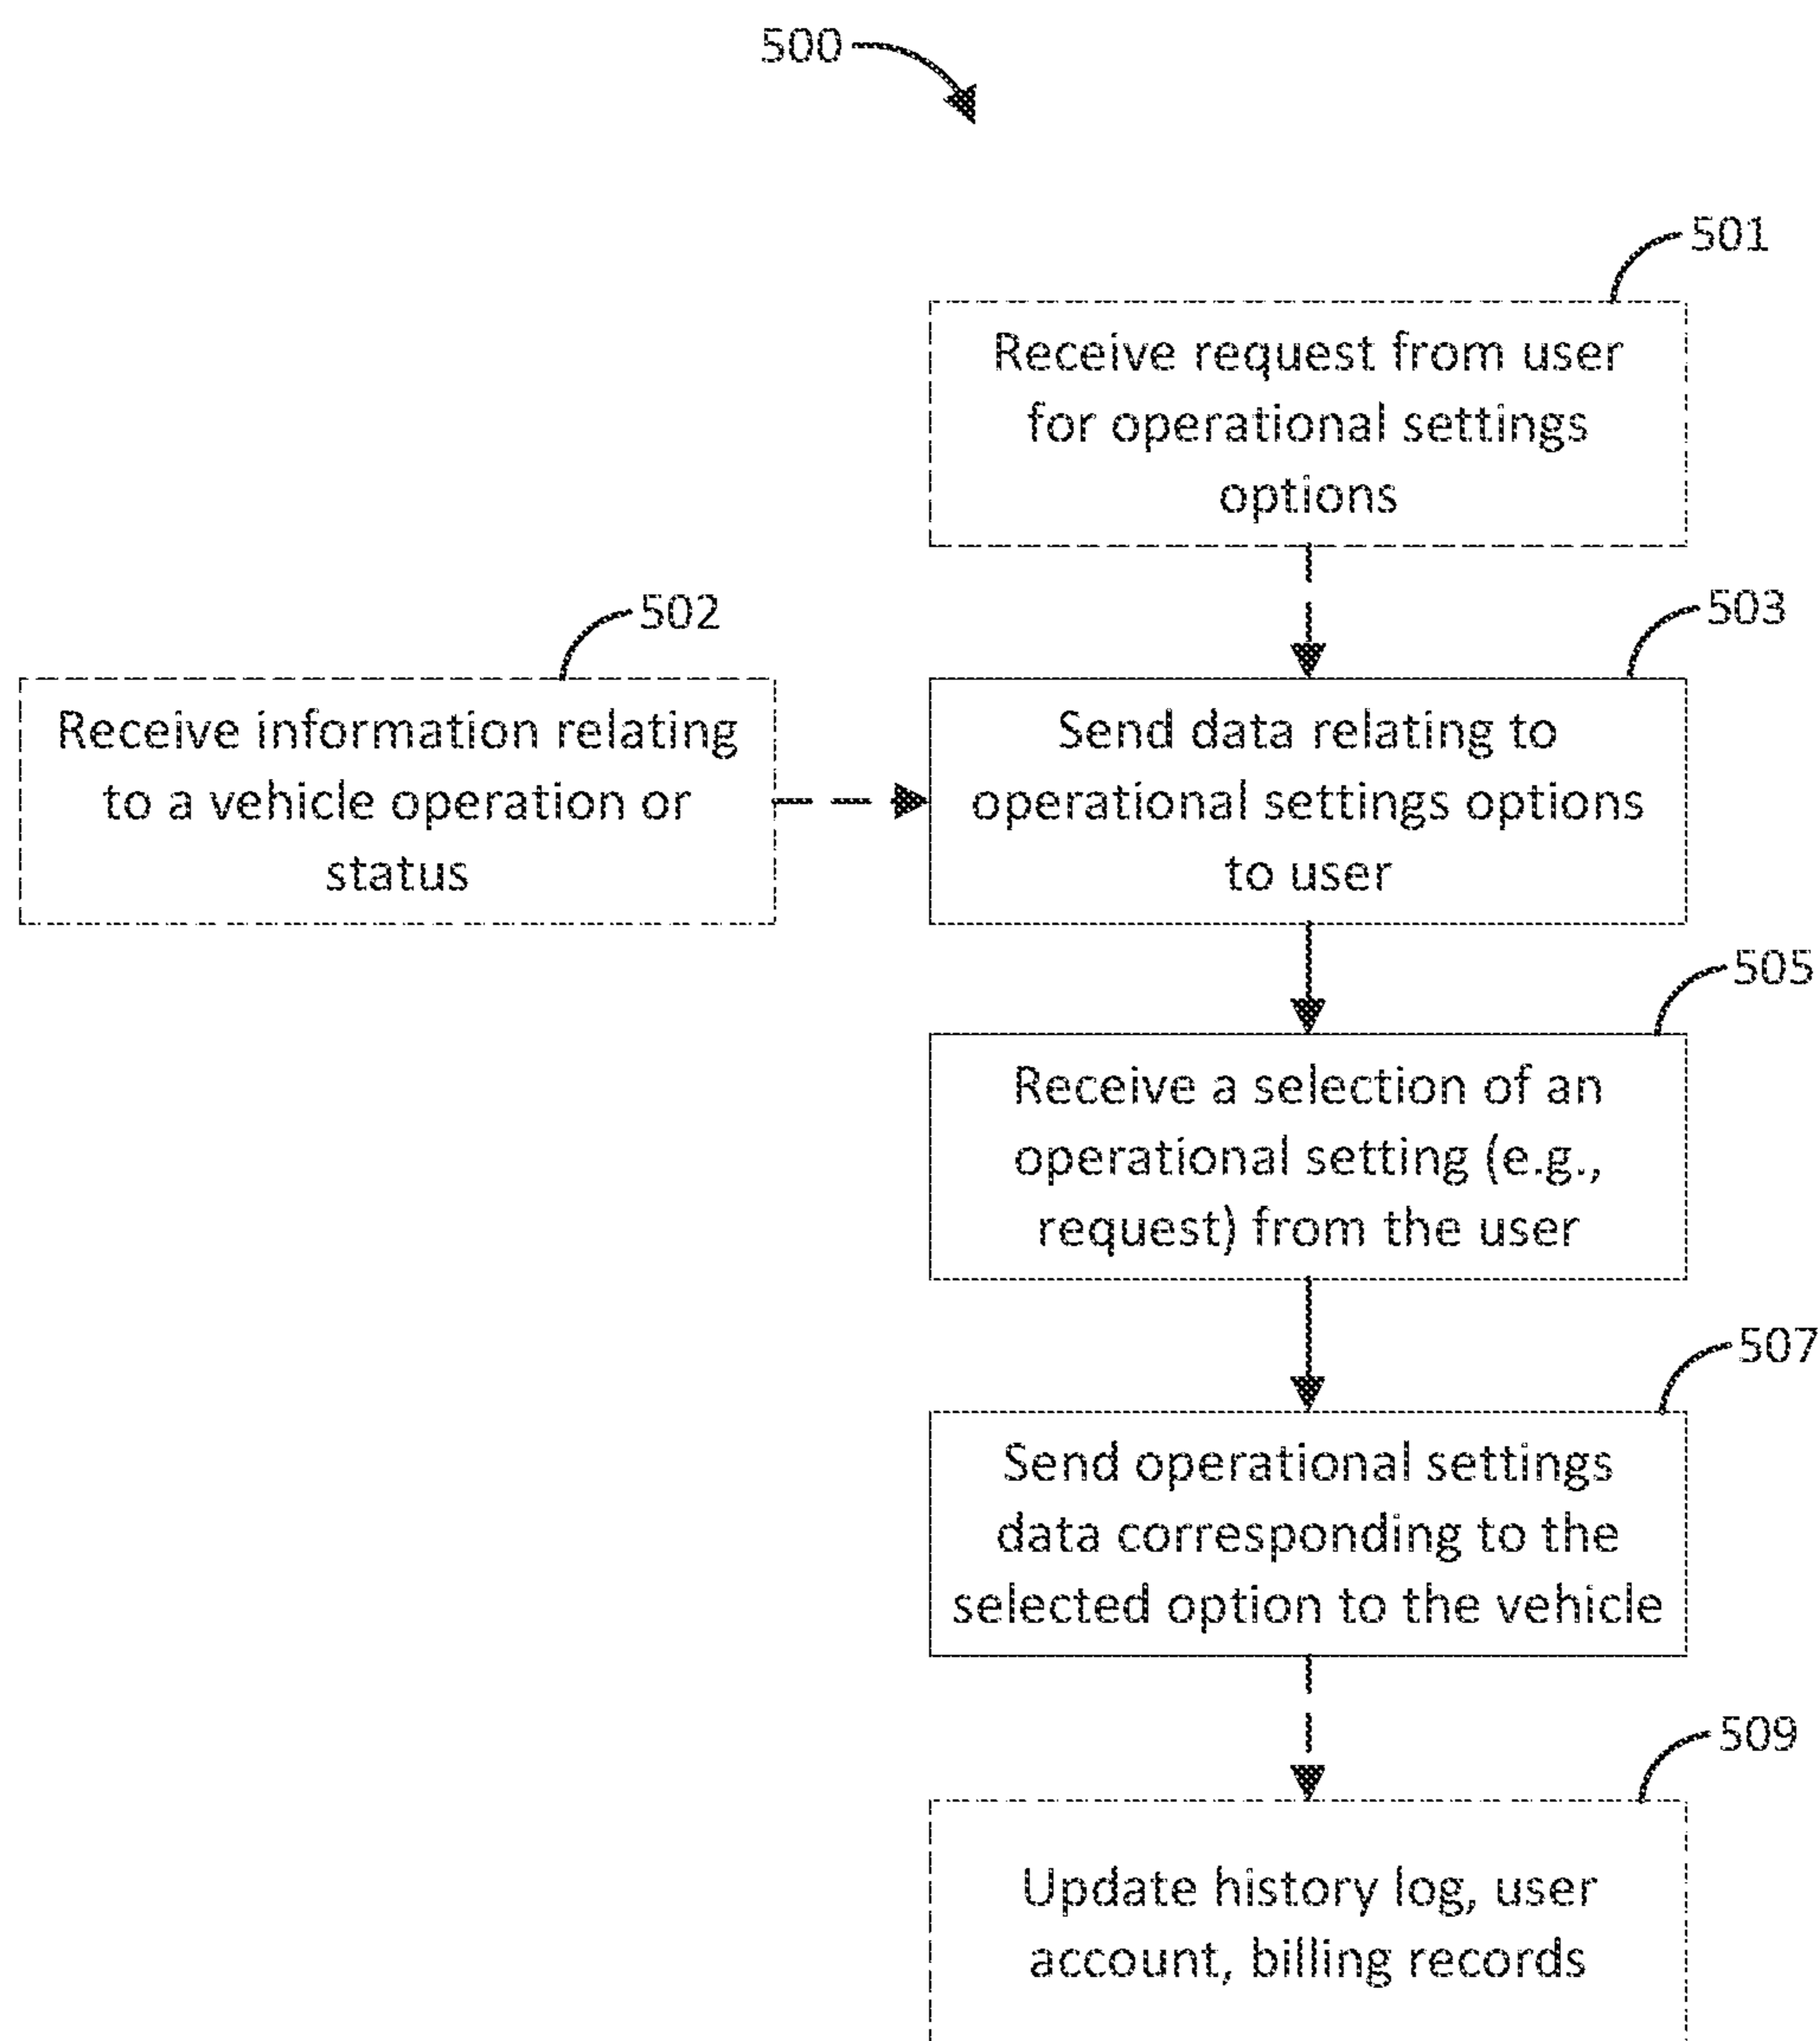 500
501
Receive request from user
for operational settings
options
502
Receive information relating
to a vehicle operation or
status
503
Send data relating to
operational settings options
to user
505
Receive a selection of an
operational setting (e.g.,
request) from the user
507
Send operational settings
data corresponding to the
selected option to the vehicle
509
Update history log, user
account, billing records